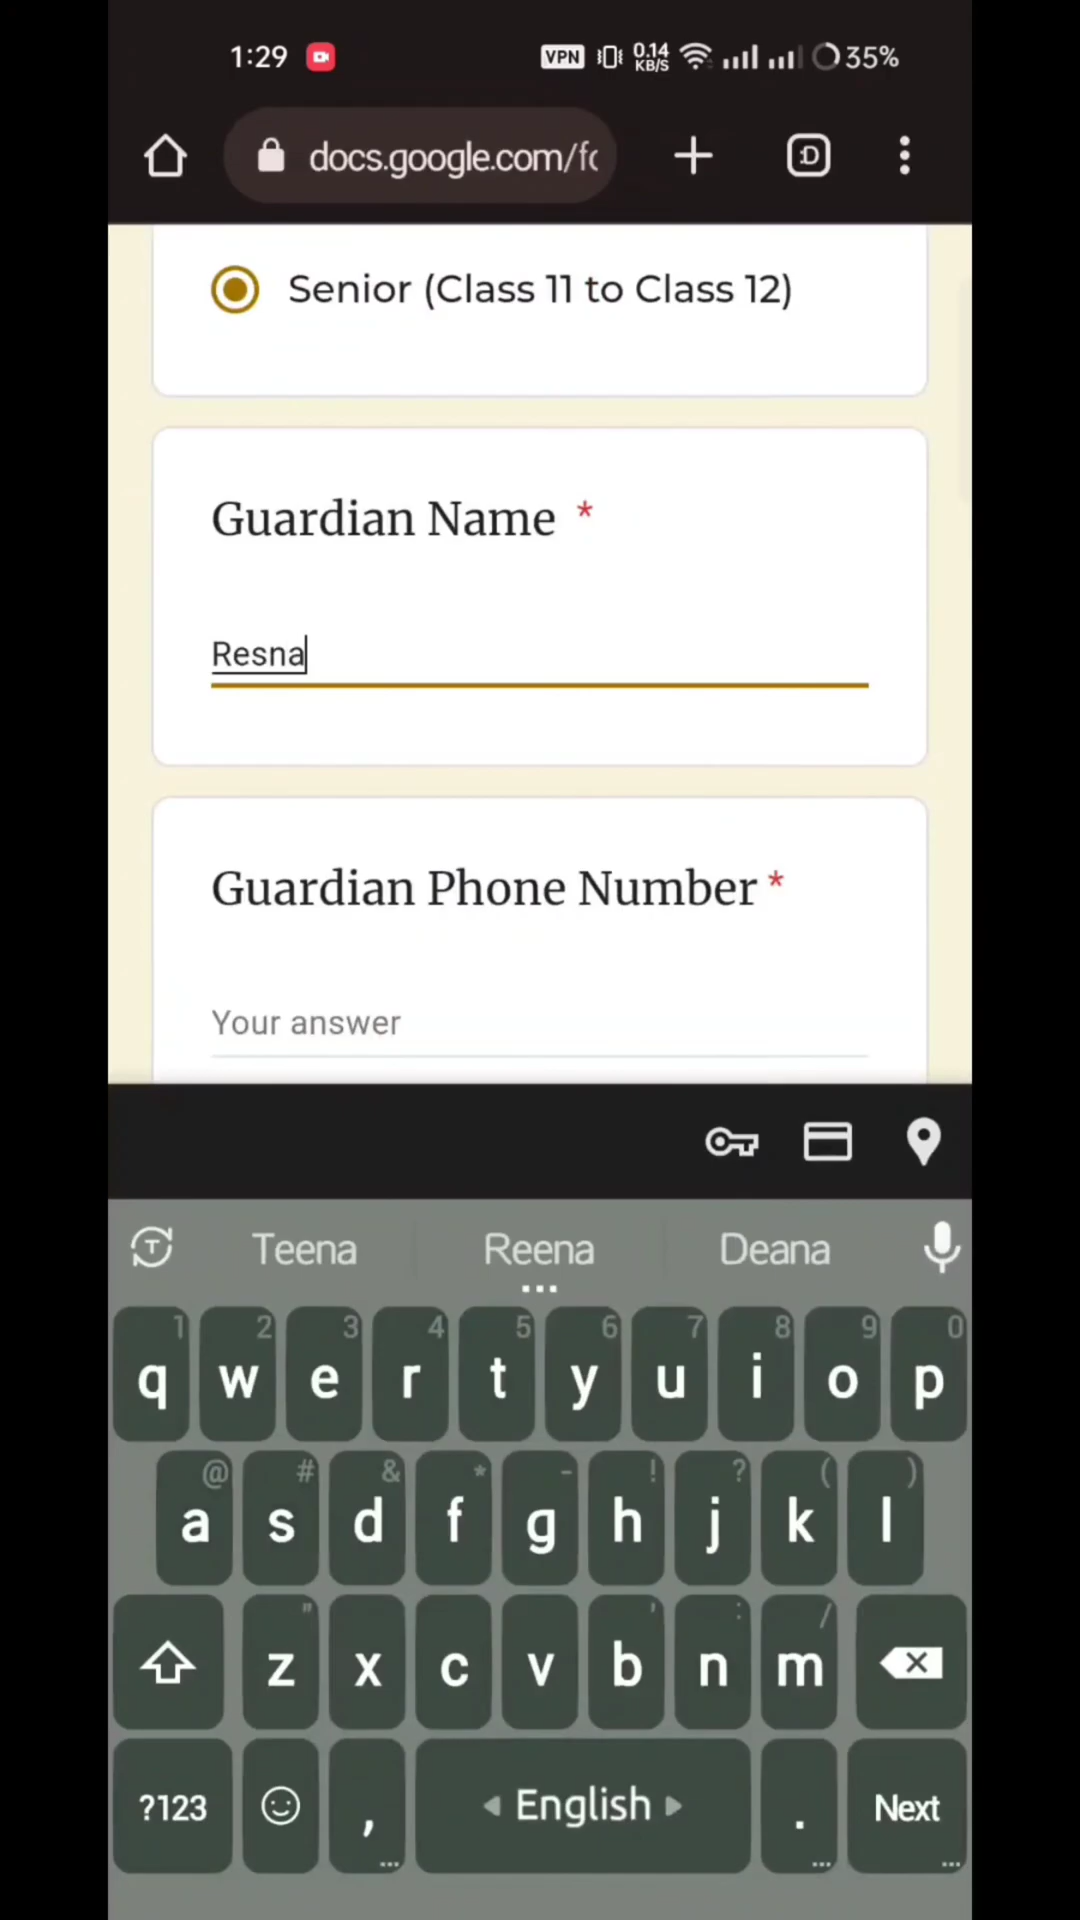 1:29 VPN 0.14 KB/S 35%
docs.google.com/fo
Senior (Class 11 to Class 12)
Guardian Name *
Resna
Guardian Phone Number *
Your answer
Teena Reena Deana
1 2 3 4 5 6 7 8 9 0
q w e r t y u i o p
@ # & * - ! ? ( )
a s d f g h j k l
" ' : /
z x c v b n m
?123 , English . Next